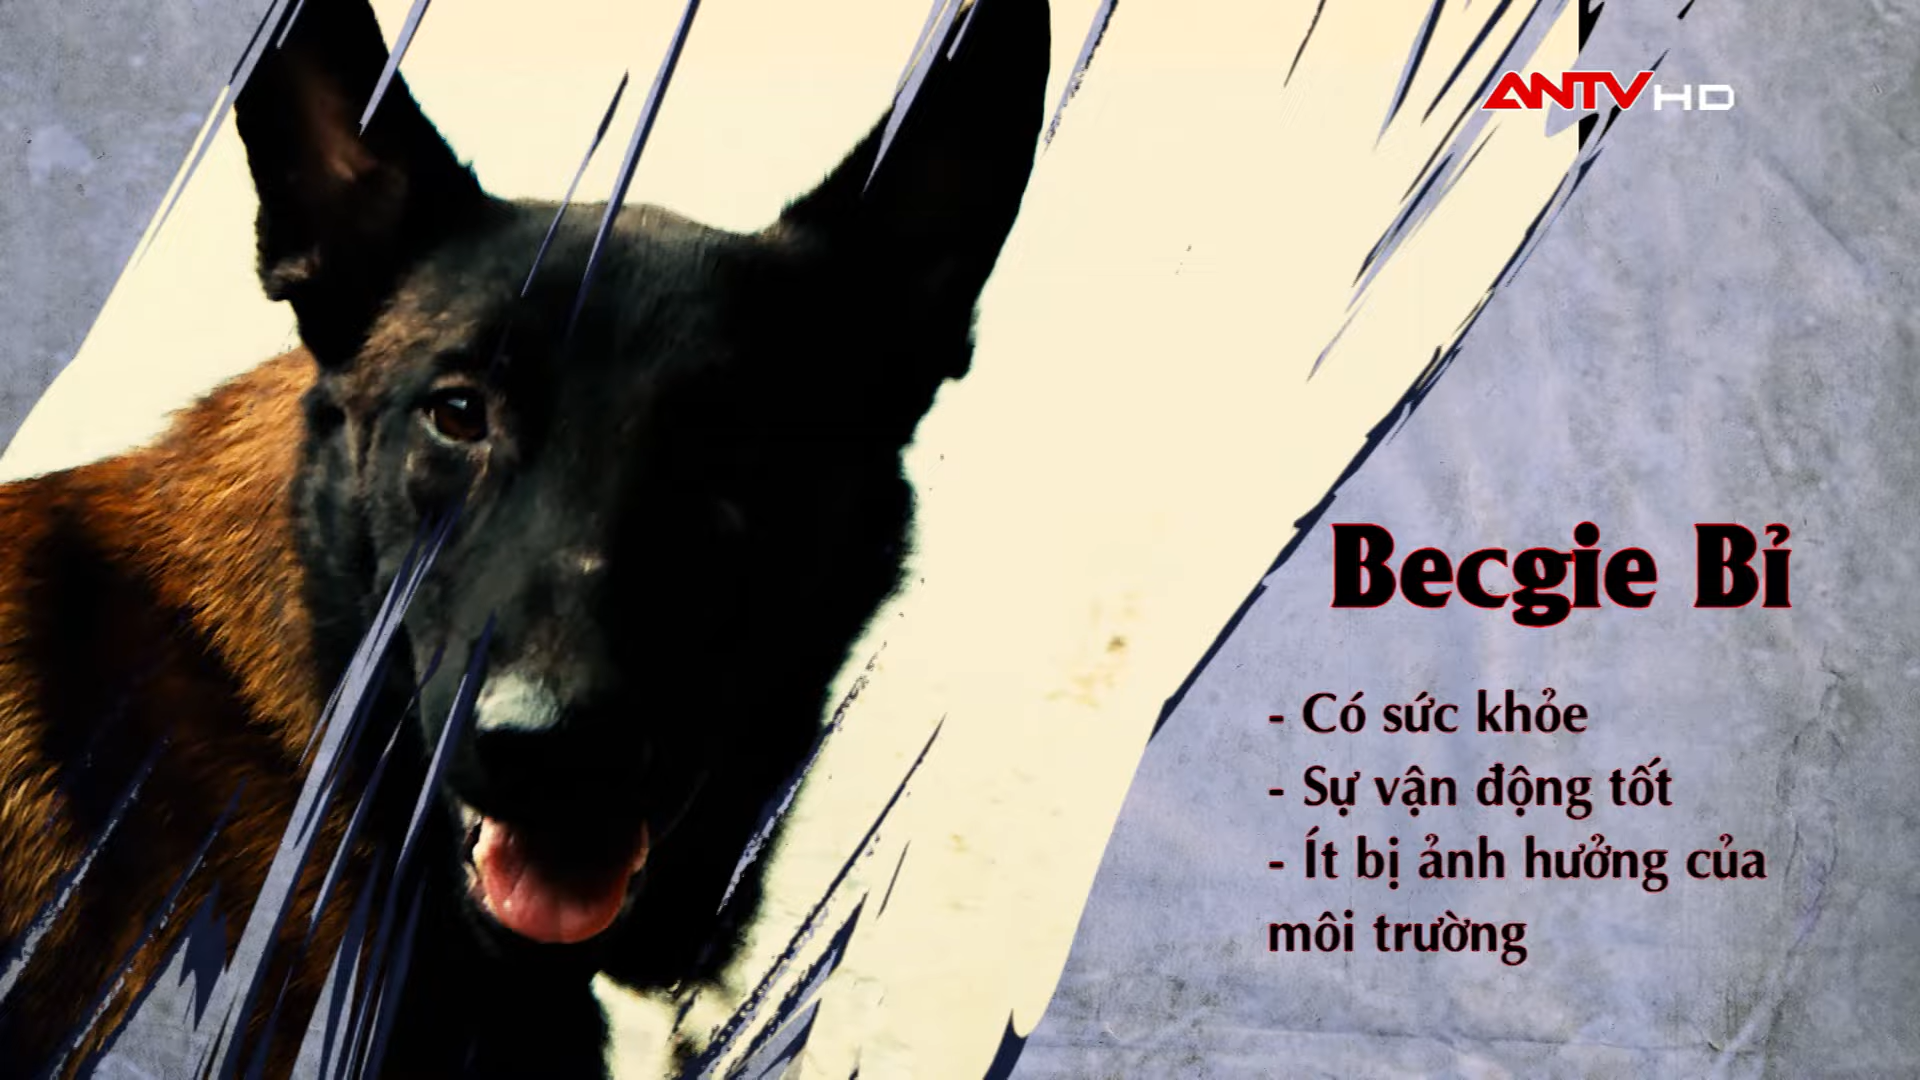 ANTV HD
Becgie Bỉ
- Có sức khỏe
- Sự vận động tốt
- Ít bị ảnh hưởng của
môi trường